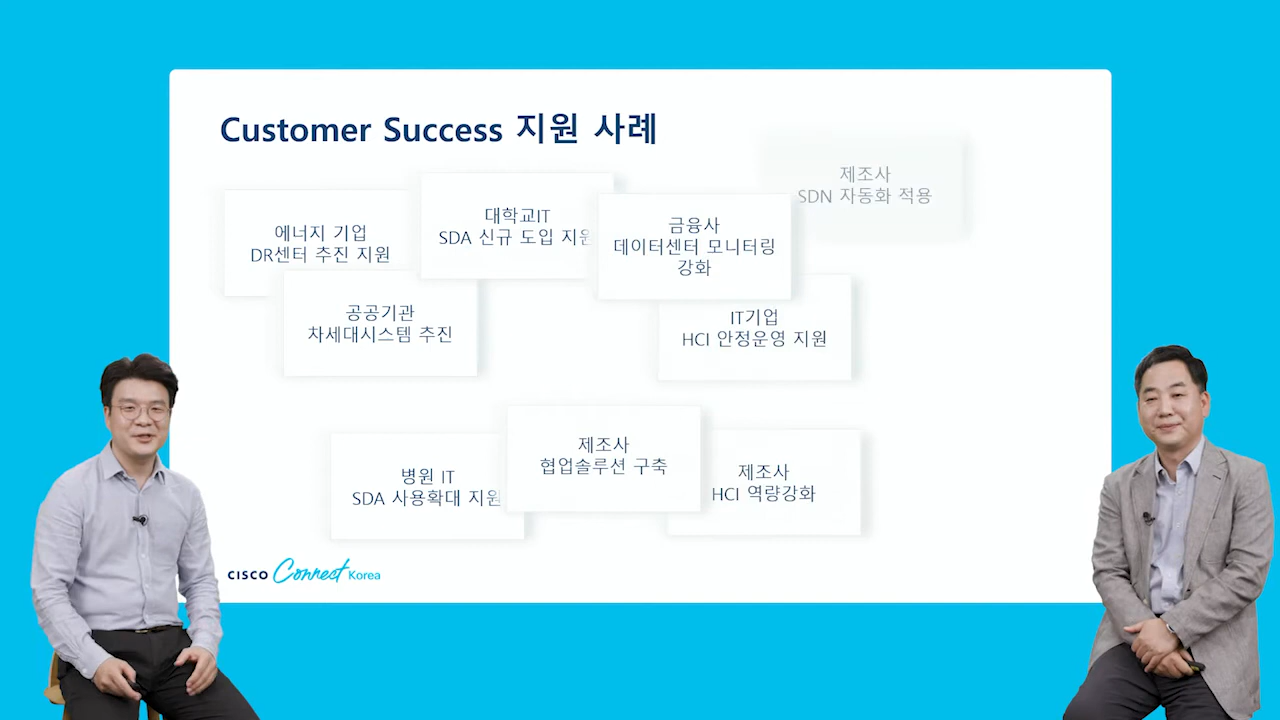 Customer Success 지원 사례
제조사
SDN 자동화 적용
대학교IT
SDA 신규 도입 지원
금융사
데이터센터 모니터링
강화
에너지 기업
DR센터 추진 지원
공공기관
차세대시스템 추진
IT기업
HCI 안정운영 지원
제조사
협업솔루션 구축
병원 IT
SDA 사용확대 지원
제조사
HCI 역량강화
CISCO Connect Korea